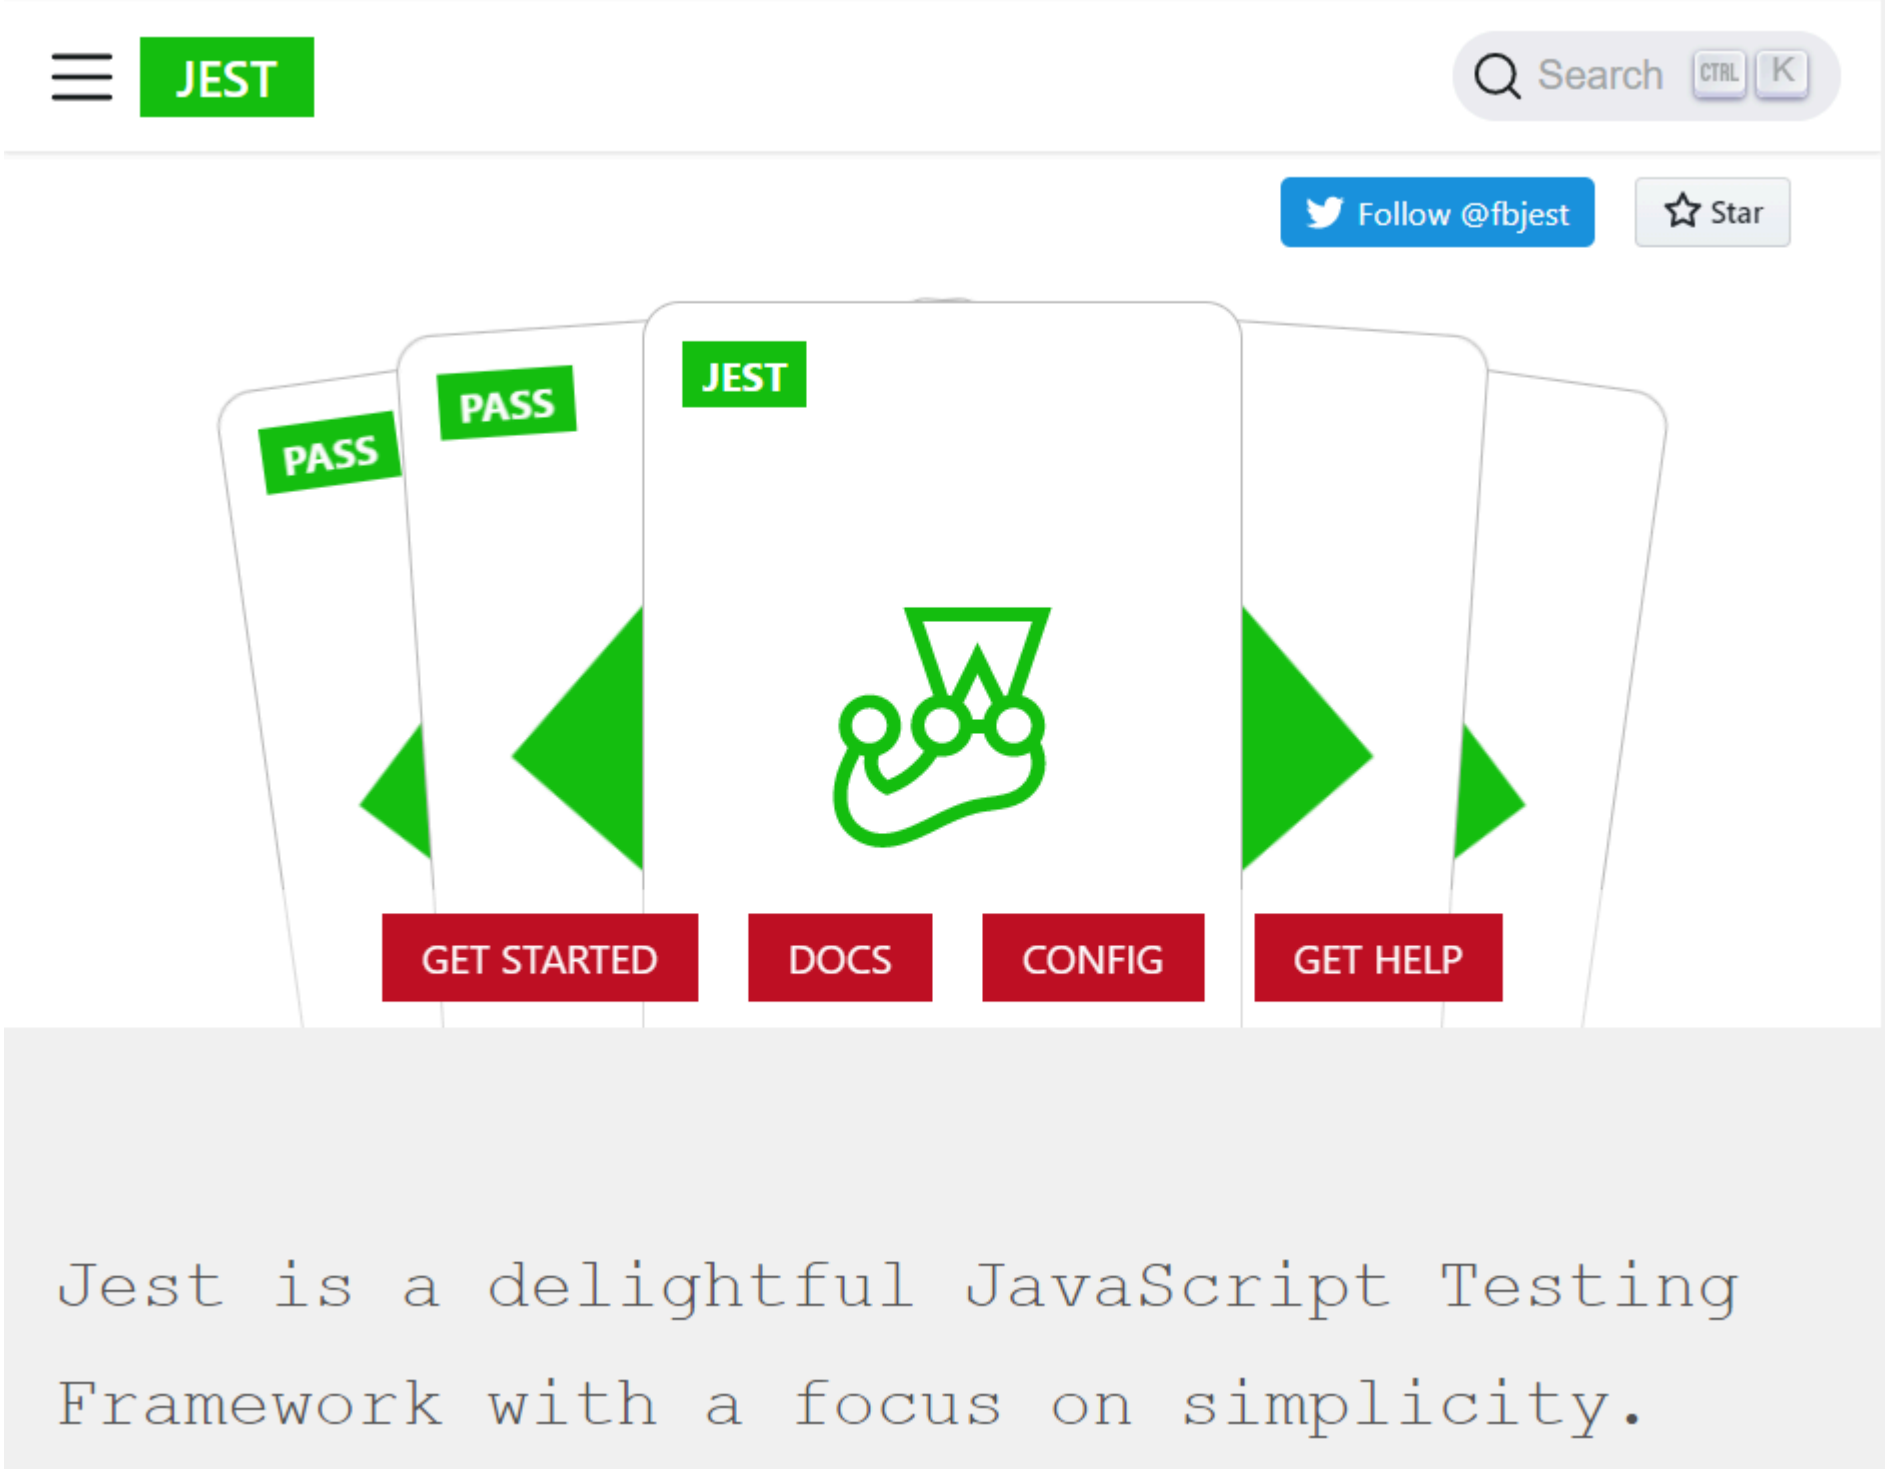 JEST
Search CTRL K
Follow @fbjest
Star
PASS
PASS
JEST
GET STARTED
DOCS
CONFIG
GET HELP
Jest is a delightful JavaScript Testing
Framework with a focus on simplicity.